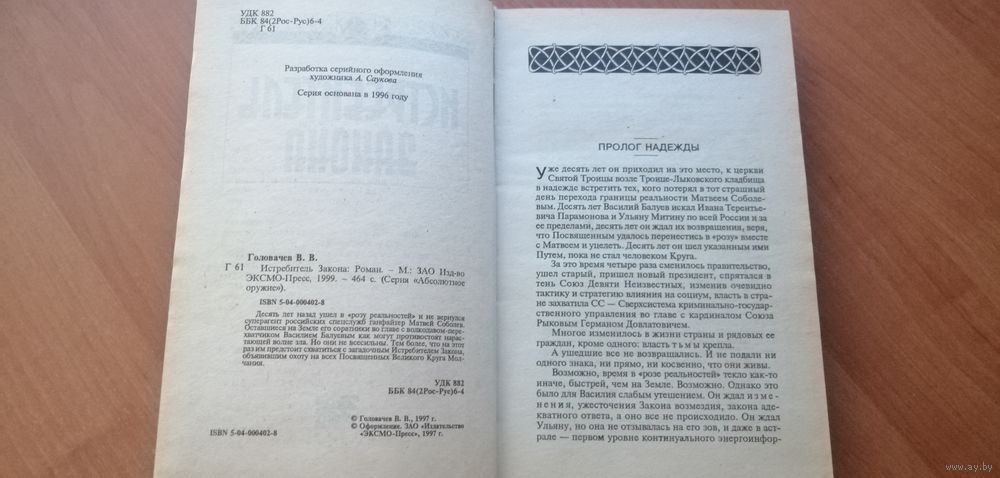 УДК 882
ББК 84(2Рос-Рус)6-4
Г 61
Разработка серийного оформления
художника А. Саукова
Серия основана в 1996 году
Головачев В. В.
Г 61 Истребитель Закона: Роман. — М.: ЗАО Изд-во
ЭКСМО-Пресс, 1999. — 464 с. (Серия «Абсолютное
оружие»).
ISBN 5-04-000402-8
Десять лет назад ушел в «розу реальностей» и не вернулся
суперагент российских спецслужб ганфайтер Матвей Соболев.
Оставшиеся на Земле его соратники во главе с волкодавом-пере-
хватчиком Василием Балуевым как могут противостоят нарас-
тающей волне зла. Но они не всесильны. Тем более, что на этот
раз им предстоит схватиться с загадочным Истребителем Закона,
объявившим охоту на всех Посвященных Великого Круга Мол-
чания.
УДК 882
ББК 84(2Рос-Рус)6-4
© Головачев В. В., 1997 г.
© Оформление. ЗАО «Издательство
«ЭКСМО-Пресс», 1997 г.
ISBN 5-04-000402-8
ПРОЛОГ НАДЕЖДЫ
Уже десять лет он приходил на это место, к церкви
Святой Троицы возле Троице-Лыковского кладбища
в надежде встретить тех, кого потерял в тот страшный
день перехода границы реальности Матвеем Соболе-
вым. Десять лет Василий Балуев искал Ивана Терентье-
вича Парамонова и Ульяну Митину по всей России и за
ее пределами, десять лет он ждал их возвращения, веря,
что Посвященным удалось перенестись в «розу» вместе
с Матвеем и уцелеть. Десять лет он шел указанным ими
Путем, пока не стал человеком Круга.
За это время четыре раза сменилось правительство,
ушел старый, пришел новый президент, спрятался в
тень Союз Девяти Неизвестных, изменив очевидно
тактику и стратегию влияния на социум, власть в стра-
не захватила СС — Сверхсистема криминально-государ-
ственного управления во главе с кардиналом Союза
Рыковым Германом Довлатовичем.
Многое изменилось в жизни страны и рядовых ее
граждан, кроме одного: власть т ь м ы крепла.
А ушедшие все не возвращались. И не подали ни
одного знака, ни прямо, ни косвенно, что они живы.
Возможно, время в «розе реальностей» текло как-то
иначе, быстрей, чем на Земле. Возможно. Однако это
было для Василия слабым утешением. Он ждал и з м е -
н е н и я, ужесточения Закона возмездия, закона аде-
кватного ответа, а оно все не происходило. Он ждал
Ульяну, но она не отзывалась на его зов, и даже в аст-
рале — первом уровне континуального энергоинфор-
www.ay.by